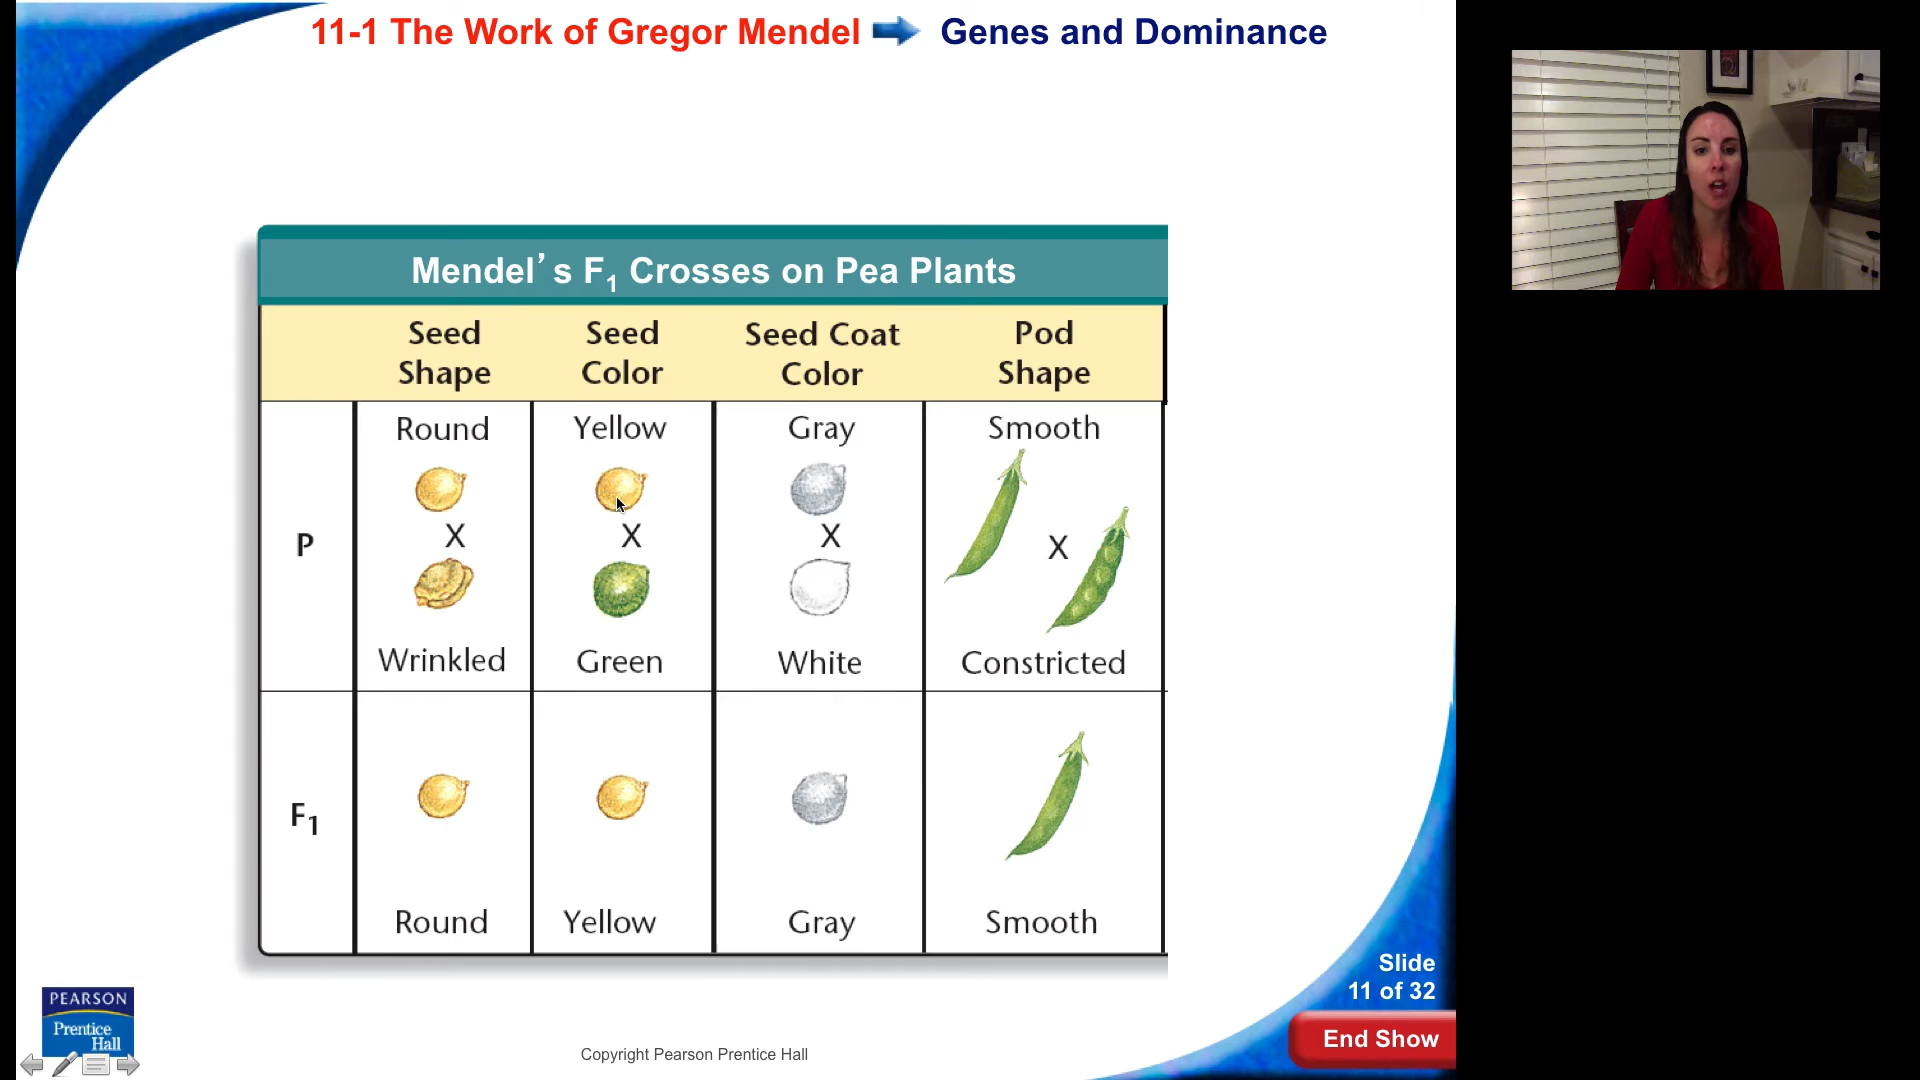 11-1 The Work of Gregor Mendel Genes and Dominance
Mendel's F1 Crosses on Pea Plants
Seed Shape
Seed Color
Seed Coat Color
Pod Shape
P
Round
X
Wrinkled
Yellow
X
Green
Gray
X
White
Smooth
X
Constricted
F1
Round
Yellow
Gray
Smooth
Slide
11 of 32
End Show
PEARSON
Prentice
Hall
Copyright Pearson Prentice Hall